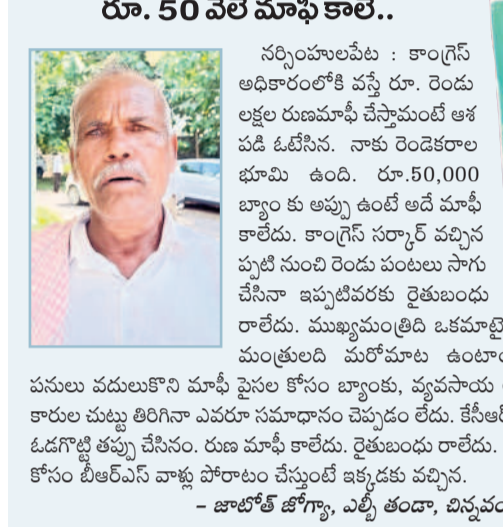 రూ. 50 వేలే మాఫీ కాలే..
నర్సింహులపేట : కాంగ్రెస్
అధికారంలోకి వస్తే రూ. రెండు
లక్షల రుణమాఫీ చేస్తామంటే ఆశ
పడి ఓటేసిన. నాకు రెండెకరాల
భూమి ఉంది. రూ.50,000
బ్యాం కు అప్పు ఉంటే అదే మాఫీ
కాలేదు. కాంగ్రెస్ సర్కార్ వచ్చిన
ప్పటి నుంచి రెండు పంటలు సాగు
చేసినా ఇప్పటివరకు రైతుబంధు
రాలేదు. ముఖ్యమంత్రిది ఒకమాటై
మంత్రులది మరోమాట
పనులు వదులుకొని మాఫీ పైసల కోసం బ్యాంకు, వ్యవసాయ
కారుల చుట్టు తిరిగినా ఎవరూ సమాధానం చెప్పడం లేదు. కేసీఆర్
ఓడగొట్టి తప్పు చేసినం. రుణ మాఫీ కాలేదు. రైతుబంధు రాలేదు.
కోసం బీఆర్ఎస్ వాళ్లు పోరాటం చేస్తుంటే ఇక్కడకు వచ్చిన.
– జాటోత్ జోగ్యా, ఎల్బీ తండా,